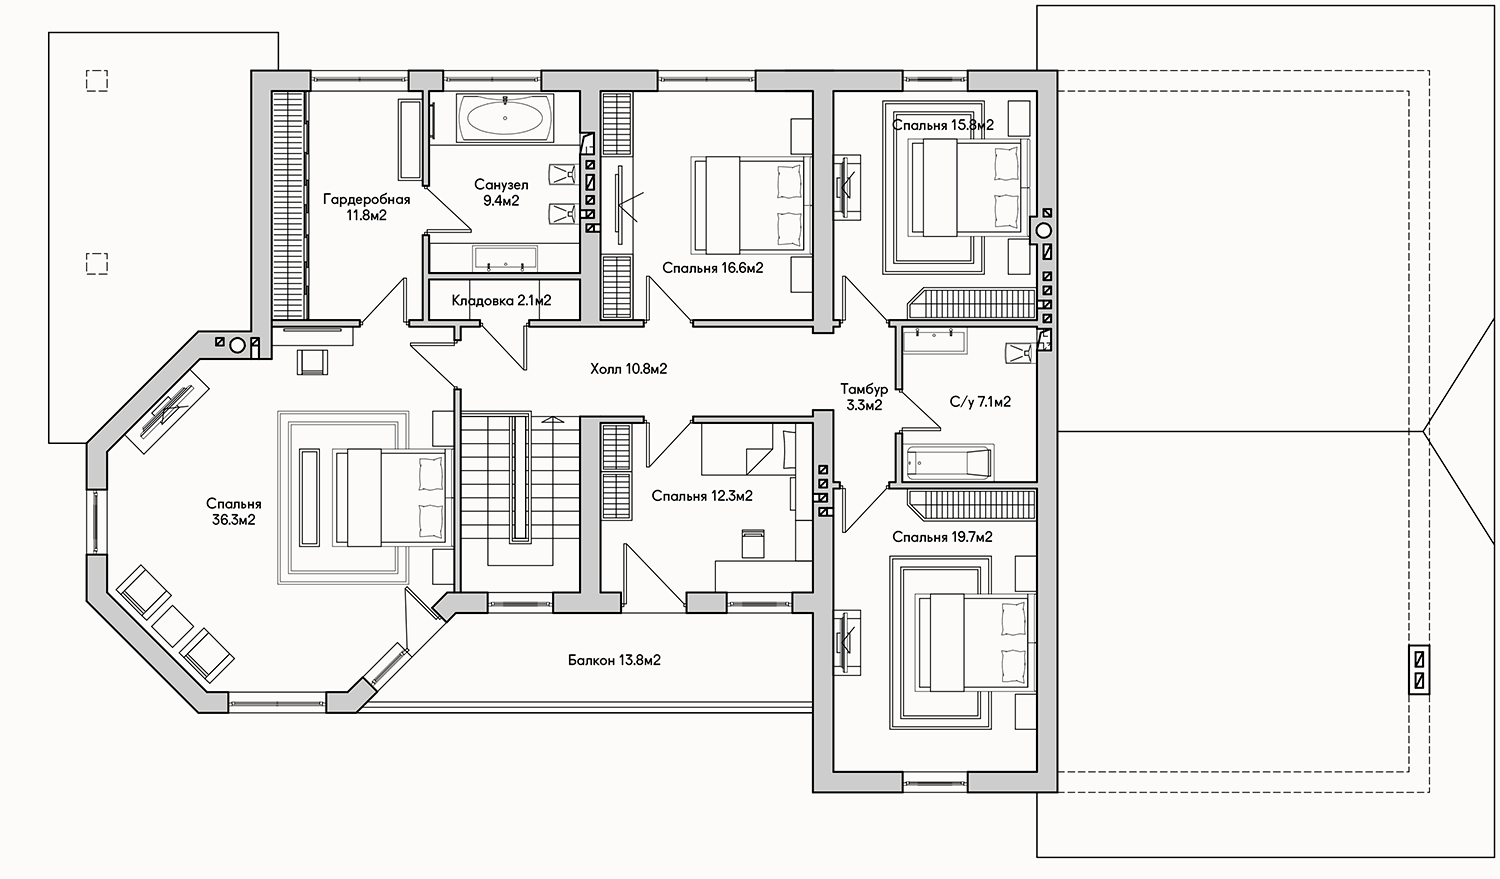 Спальня 15.8м2
Гардеробная
11.8м2
Санузел
9.4м2
Спальня 16.6м2
Кладовка 2.1м2
Холл 10.8м2
Тамбур
3.3м2
С/у 7.1м2
Спальня
36.3м2
Спальня 12.3м2
Спальня 19.7м2
Балкон 13.8м2